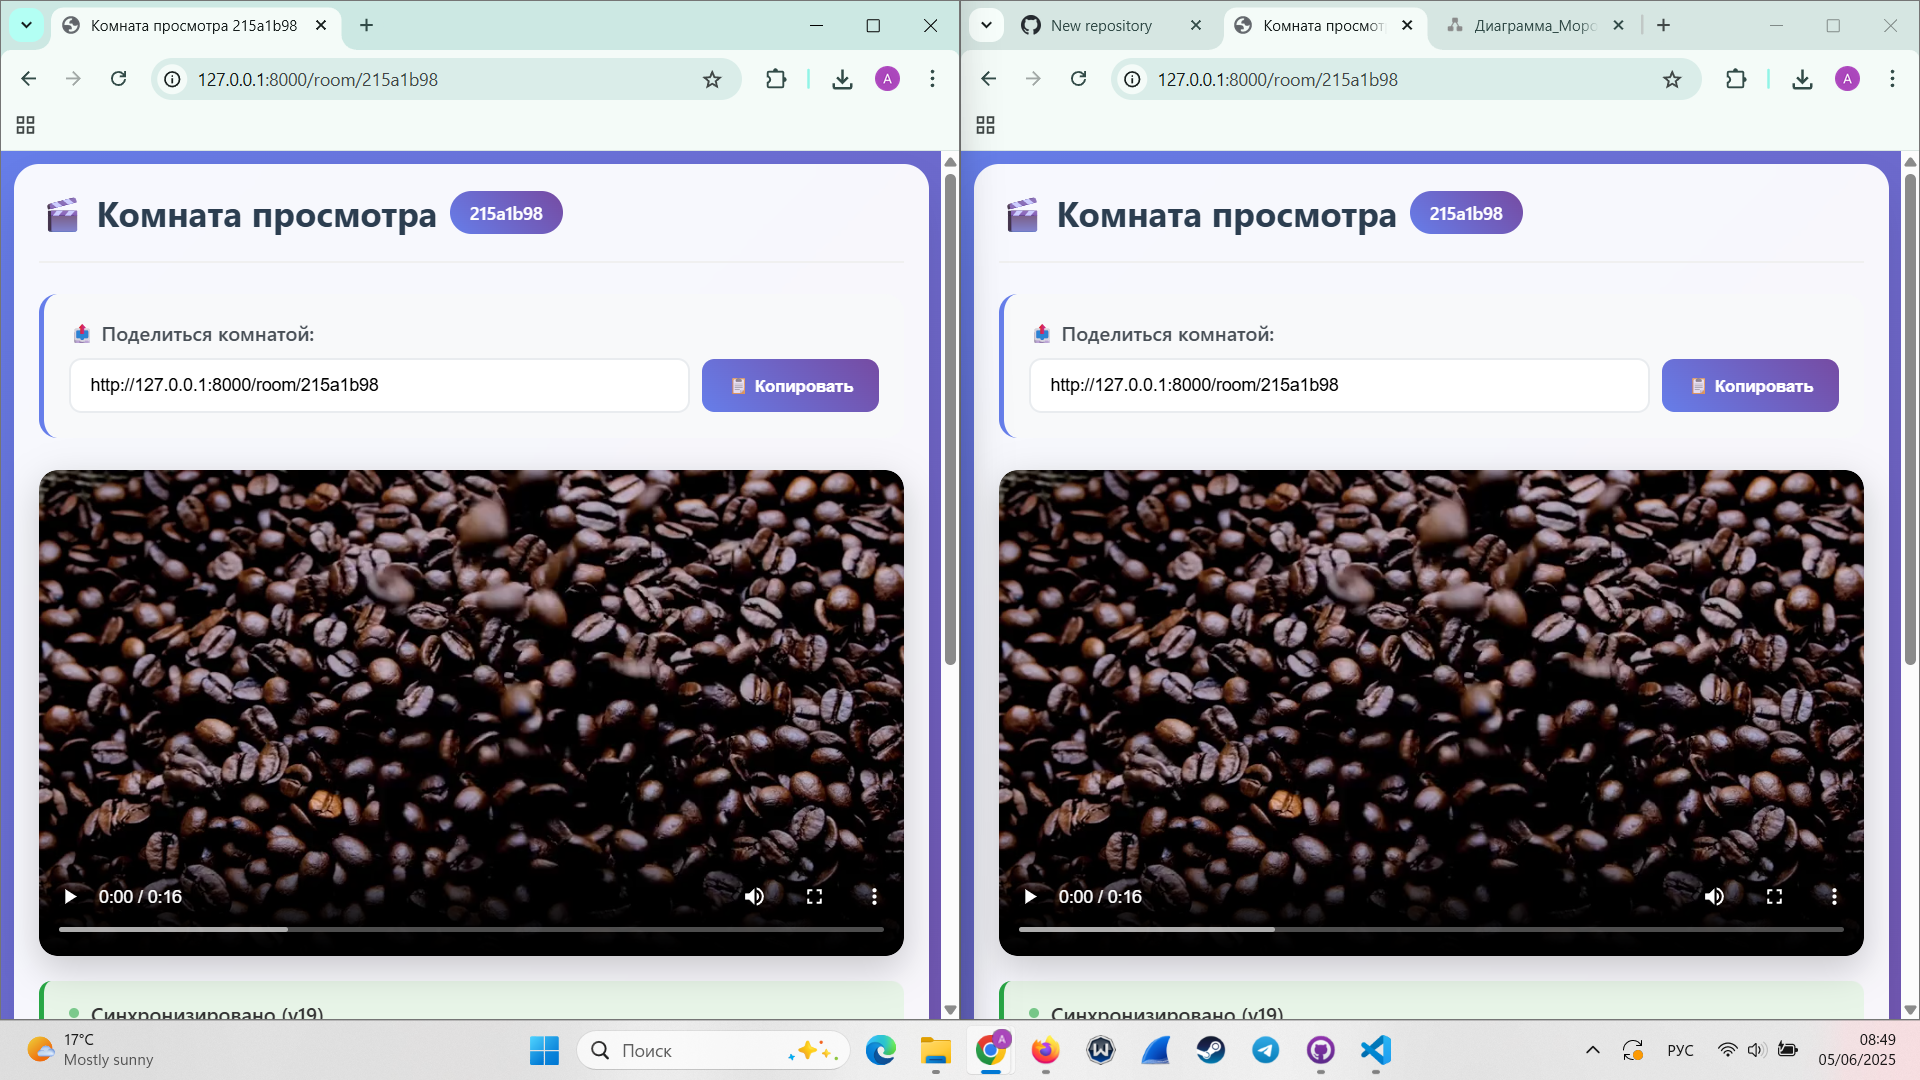 Комната просмотра 215a1b98
127.0.0.1:8000/room/215a1b98
Комната просмотра 215a1b98
Поделиться комнатой:
http://127.0.0.1:8000/room/215a1b98
Копировать
0:00 / 0:16
Синхронизировано (v19)
New repository
Комната просмот
Диаграмма_Моро
127.0.0.1:8000/room/215a1b98
A
Комната просмотра 215a1b98
Поделиться комнатой:
http://127.0.0.1:8000/room/215a1b98
Копировать
0:00 / 0:16
Синхронизировано (v19)
17°C
Mostly sunny
Поиск
РУС
08:49
05/06/2025